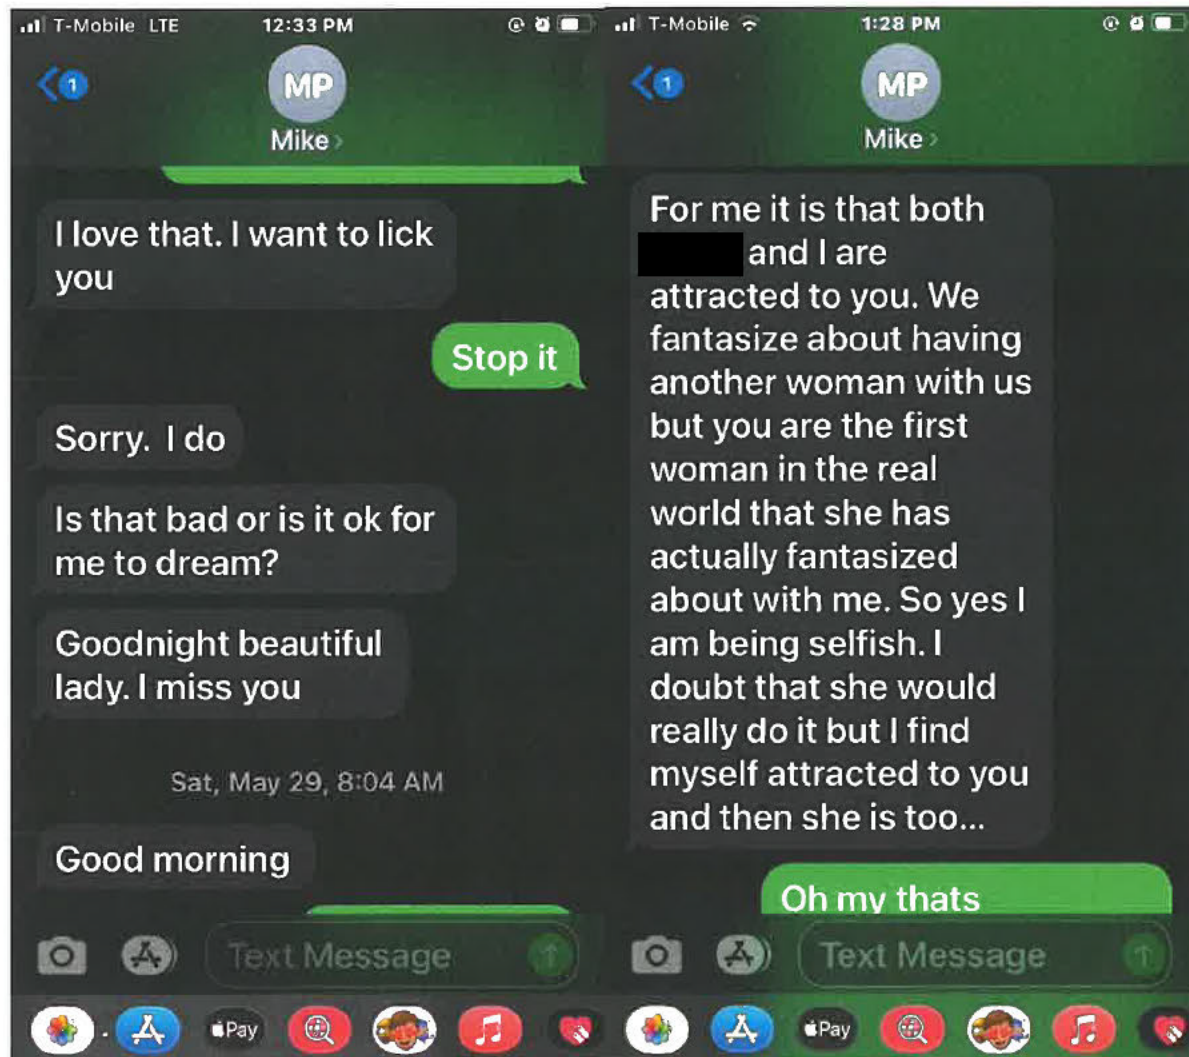 T-Mobile LTE 12:33 PM
1
MP
Mike
I love that. I want to lick
you
Stop it
Sorry. I do
Is that bad or is it ok for
me to dream?
Goodnight beautiful
lady. I miss you
Sat, May 29, 8:04 AM
Good morning
Text Message
Pay
T-Mobile 1:28 PM
1
MP
Mike
For me it is that both
and I are
attracted to you. We
fantasize about having
another woman with us
but you are the first
woman in the real
world that she has
actually fantasized
about with me. So yes I
am being selfish. I
doubt that she would
really do it but I find
myself attracted to you
and then she is too...
Oh my thats
Text Message
Pay